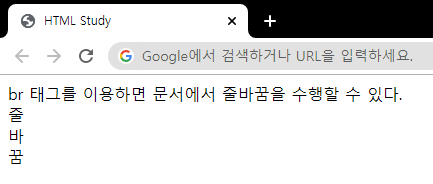 HTML Study
Google에서 검색하거나 URL을 입력하세요.
br 태그를 이용하면 문서에서 줄바꿈을 수행할 수 있다.
줄
바
꿈